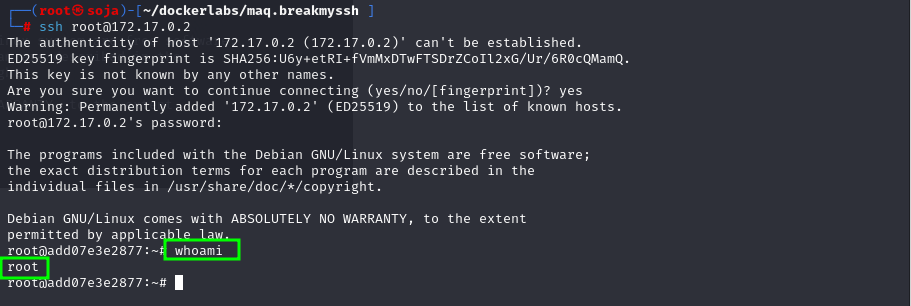 ┌──(root㉿soja)-[~/dockerlabs/maq.breakmyssh ]
└─# ssh root@172.17.0.2
The authenticity of host '172.17.0.2 (172.17.0.2)' can't be established.
ED25519 key fingerprint is SHA256:U6y+etRI+fVmMxDTwFTSDrZCoIl2xG/Ur/6R0cQMamQ.
This key is not known by any other names.
Are you sure you want to continue connecting (yes/no/[fingerprint])? yes
Warning: Permanently added '172.17.0.2' (ED25519) to the list of known hosts.
root@172.17.0.2's password:
The programs included with the Debian GNU/Linux system are free software;
the exact distribution terms for each program are described in the
individual files in /usr/share/doc/*/copyright.
Debian GNU/Linux comes with ABSOLUTELY NO WARRANTY, to the extent
permitted by applicable law.
root@add07e3e2877:~# whoami
root
root@add07e3e2877:~#